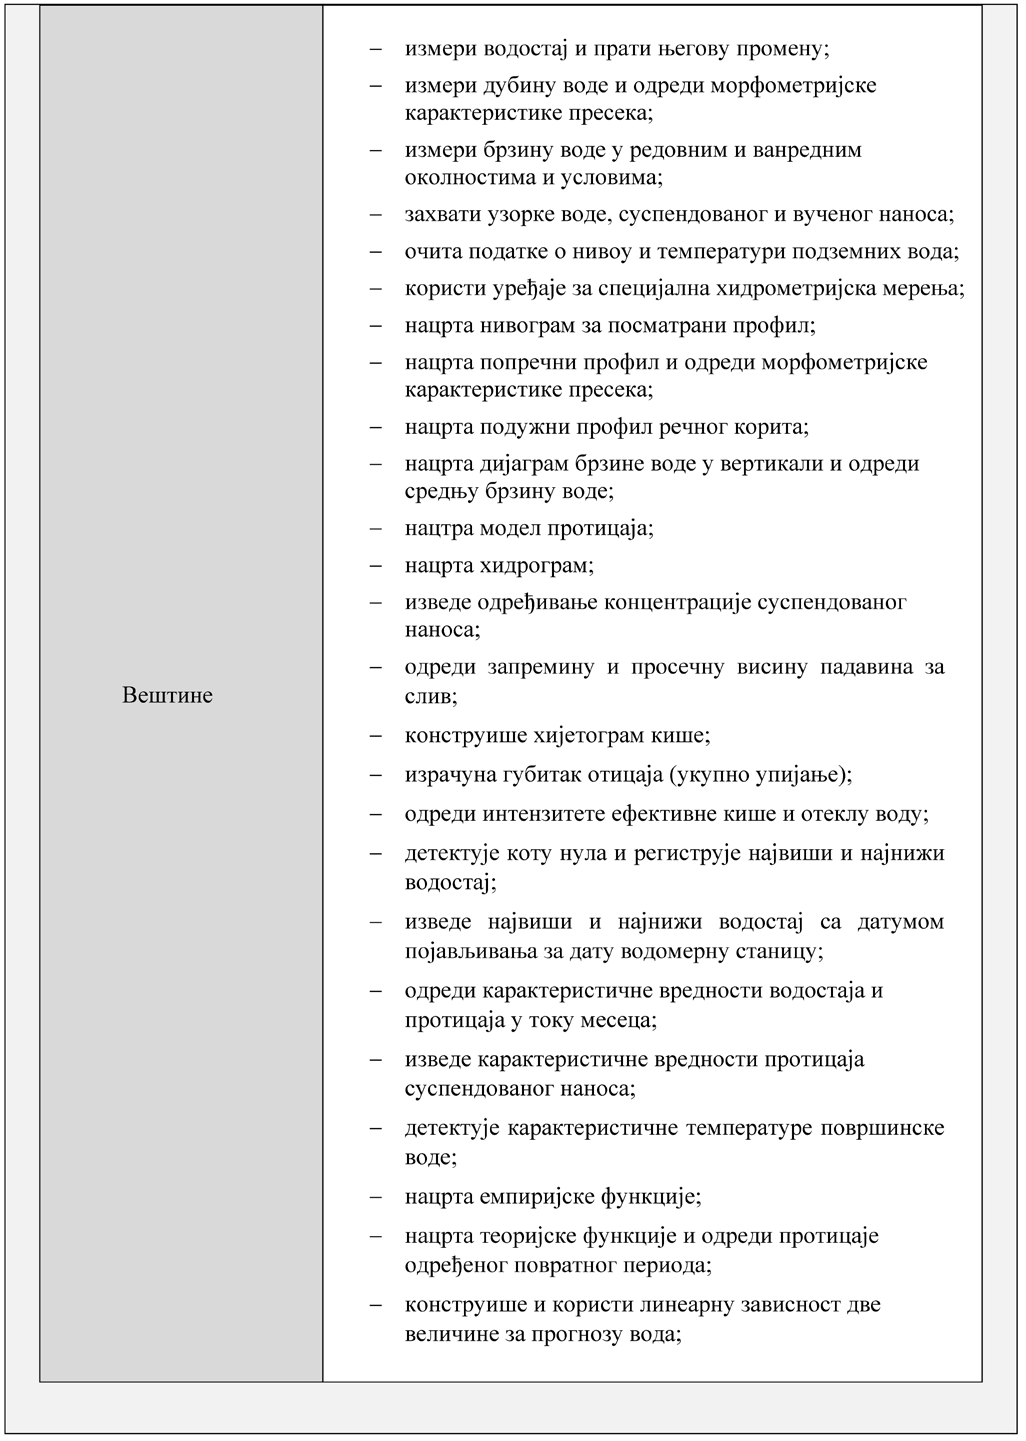 – измери водостај и прати његову промену;
– измери дубину воде и одреди морфометријске
карактеристике пресека;
– измери брзину воде у редовним и ванредним
околностима и условима;
– захвати узорке воде, суспендованог и вученог наноса;
– очита податке о нивоу и температури подземних вода;
– користи уређаје за специјална хидрометријска мерења;
– нацрта нивограм за посматрани профил;
– нацрта попречни профил и одреди морфометријске
карактеристике пресека;
– нацрта подужни профил речног корита;
– нацрта дијаграм брзине воде у вертикали и одреди
средњу брзину воде;
– нацтра модел протицаја;
– нацрта хидрограм;
– изведе одређивање концентрације суспендованог
наноса;
– одреди запремину и просечну висину падавина за
слив;
Вештине
– конструише хијетограм кише;
– израчуна губитак отицаја (укупно упијање);
– одреди интензитете ефективне кише и отеклу воду;
– детектује коту нула и региструје највиши и најнижи
водостај;
– изведе највиши и најнижи водостај са датумом
појављивања за дату водомерну станицу;
– одреди карактеристичне вредности водостаја и
протицаја у току месеца;
– изведе карактеристичне вредности протицаја
суспендованог наноса;
– детектује карактеристичне температуре површинске
воде;
– нацрта емпиријске функције;
– нацрта теоријске функције и одреди протицаје
одређеног повратног периода;
– конструише и користи линеарну зависност две
величине за прогнозу вода;